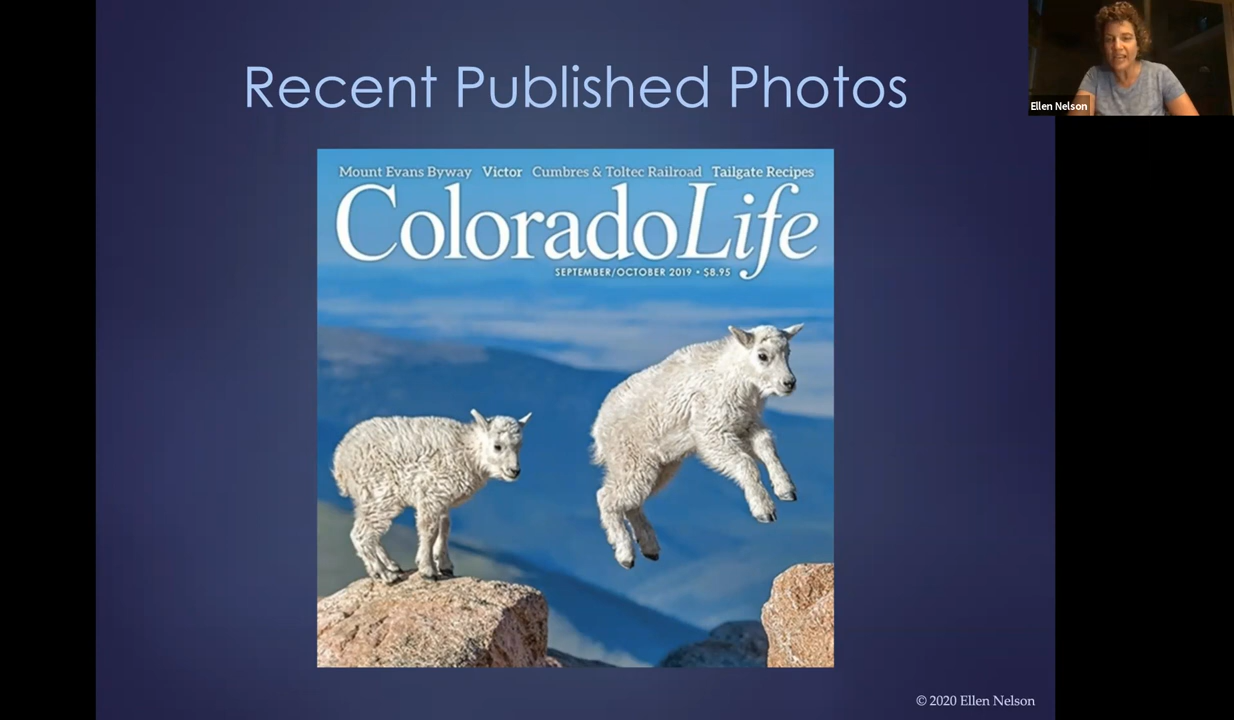 Recent Published Photos
Ellen Nelson
Mount Evans Byway Victor Cumbres & Toltec Railroad Tailgate Recipes
ColoradoLife
SEPTEMBER/OCTOBER 2019 • $8.95
© 2020 Ellen Nelson